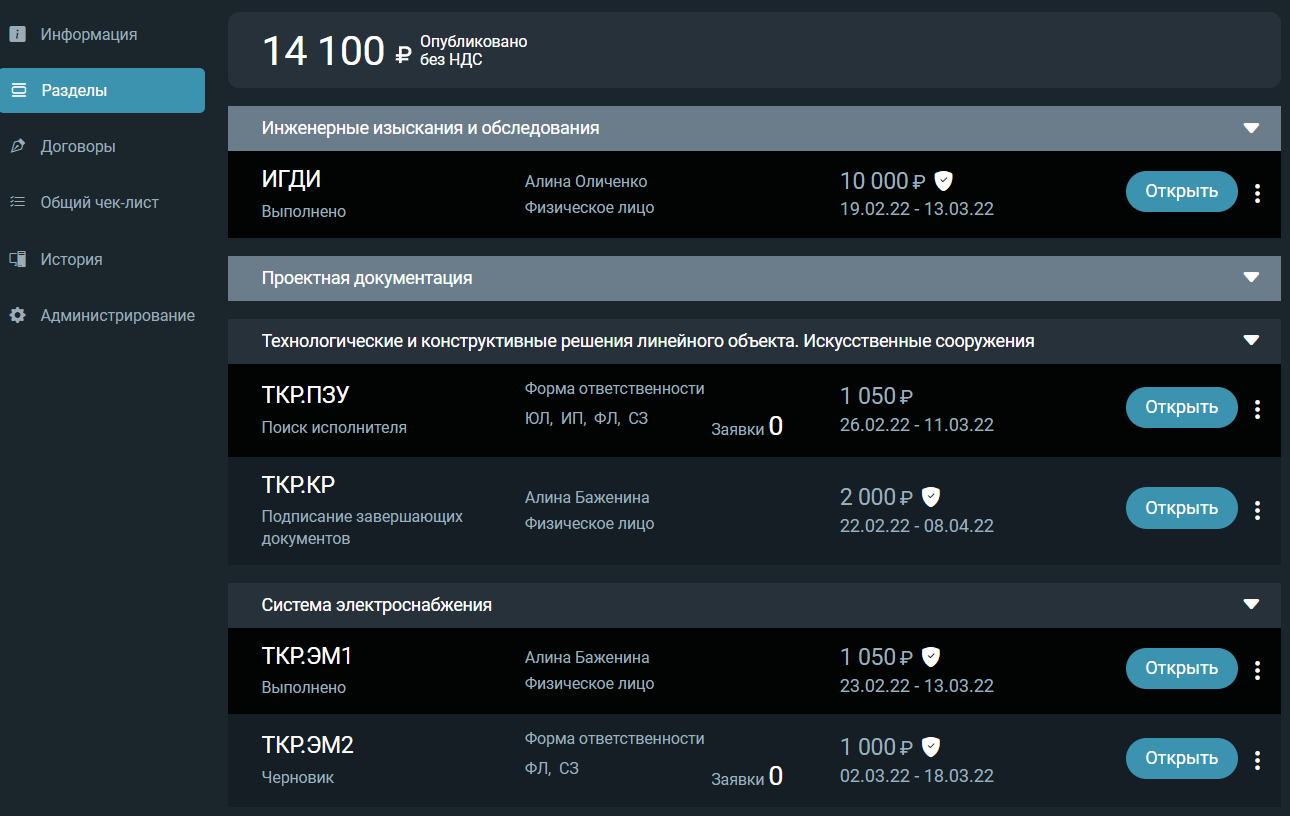 Информация
Разделы
Договоры
Общий чек-лист
История
Администрирование
14 100 ₽ Опубликовано
без НДС
Инженерные изыскания и обследования
ИГДИ
Выполнено
Алина Оличенко
Физическое лицо
10 000 ₽
19.02.22 - 13.03.22
Открыть
Проектная документация
Технологические и конструктивные решения линейного объекта. Искусственные сооружения
ТКР.ПЗУ
Поиск исполнителя
Форма ответственности
ЮЛ, ИП, ФЛ, СЗ
Заявки 0
1 050 ₽
26.02.22 - 11.03.22
Открыть
ТКР.КР
Подписание завершающих
документов
Алина Баженина
Физическое лицо
2 000 ₽
22.02.22 - 08.04.22
Открыть
Система электроснабжения
ТКР.ЭМ1
Выполнено
Алина Баженина
Физическое лицо
1 050 ₽
23.02.22 - 13.03.22
Открыть
ТКР.ЭМ2
Черновик
Форма ответственности
ФЛ, СЗ
Заявки 0
1 000 ₽
02.03.22 - 18.03.22
Открыть